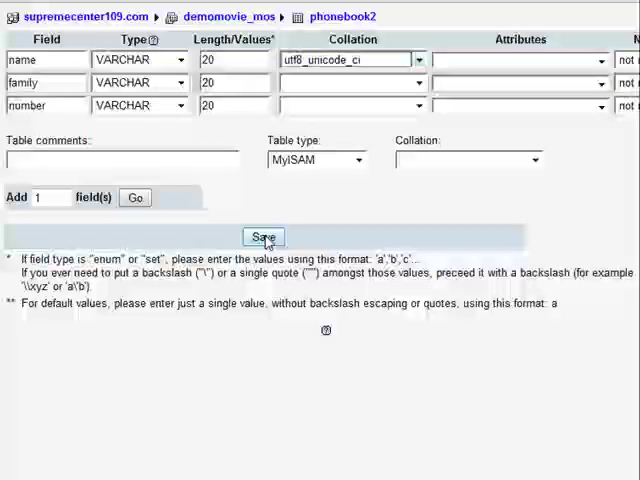 supremecenter109.com ▸ demomovie_mos ▸ phonebook2
Field Type Length/Values* Collation Attributes N
name VARCHAR 20 utf8_unicode_ci not
family VARCHAR 20 not
number VARCHAR 20 not
Table comments: Table type: Collation:
MyISAM
Add 1 field(s) Go
Save
* If field type is "enum" or "set", please enter the values using this format: 'a','b','c'...
If you ever need to put a backslash ("\") or a single quote ("'") amongst those values, preceed it with a backslash (for example
'\\xyz' or 'a\'b').
** For default values, please enter just a single value, without backslash escaping or quotes, using this format: a